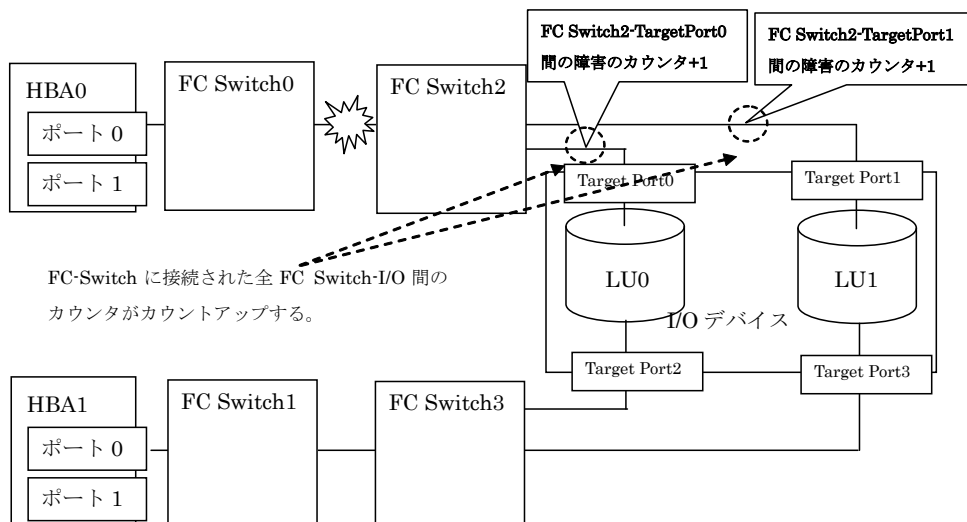 FC Switch2-TargetPort0
間の障害のカウンタ+1
FC Switch2-TargetPort1
間の障害のカウンタ+1
HBA0
ポート 0
ポート 1
FC Switch0
FC Switch2
Target Port0
Target Port1
LU0
LU1
I/O デバイス
FC-Switch に接続された全 FC Switch-I/O 間の
カウンタがカウントアップする。
Target Port2
Target Port3
HBA1
ポート 0
ポート 1
FC Switch1
FC Switch3